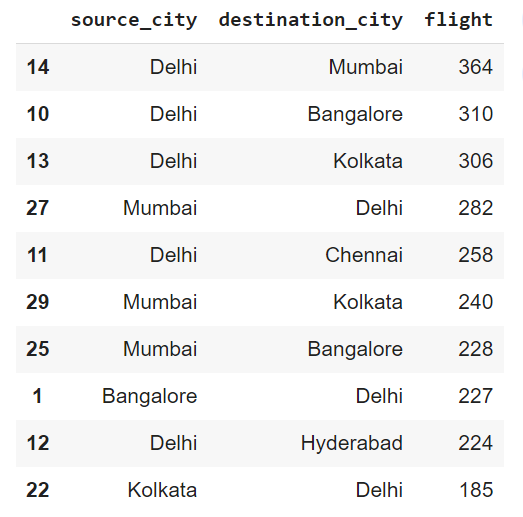 source_city destination_city flight
14 Delhi Mumbai 364
10 Delhi Bangalore 310
13 Delhi Kolkata 306
27 Mumbai Delhi 282
11 Delhi Chennai 258
29 Mumbai Kolkata 240
25 Mumbai Bangalore 228
1 Bangalore Delhi 227
12 Delhi Hyderabad 224
22 Kolkata Delhi 185